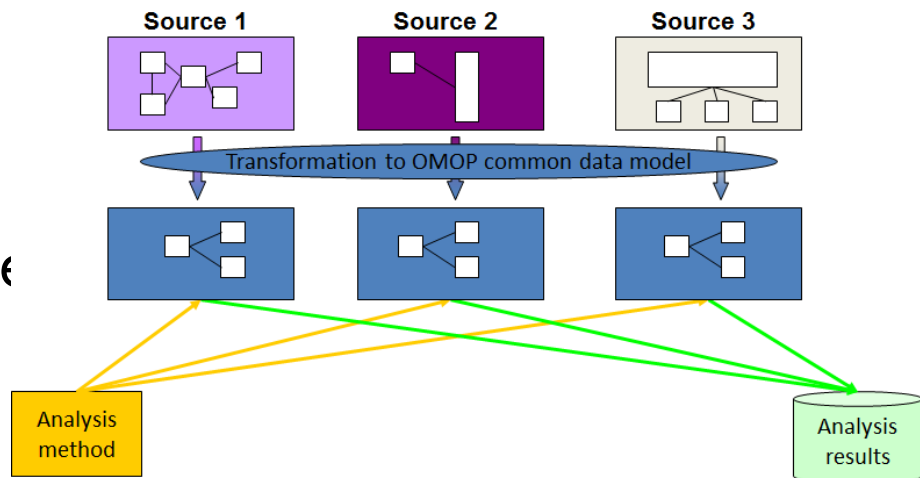 Source 1
Source 2
Source 3
Transformation to OMOP common data model
e
Analysis
method
Analysis
results